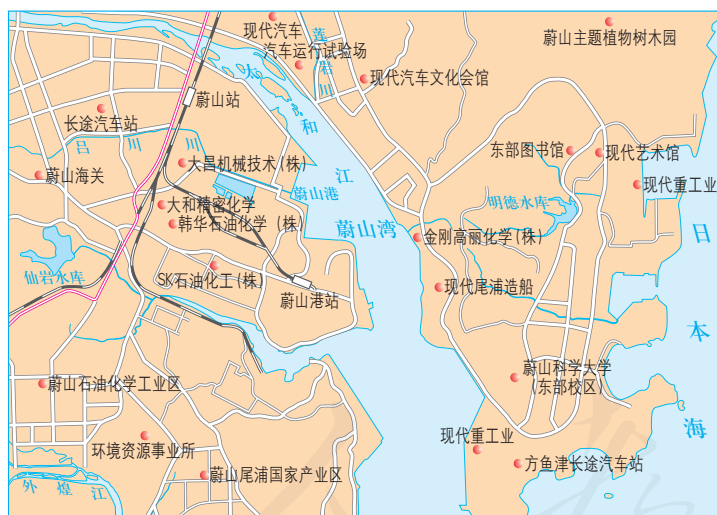 现代汽车
汽车运行试验场
莲岩川
蔚山主题植物树木园
现代汽车文化会馆
太和江
蔚山站
长途汽车站
吕川川
大昌机械技术(株)
蔚山海关
蔚山港
东部图书馆
现代艺术馆
现代重工业
大和精密化学
韩华石油化学(株)
明德水库
蔚山湾
金刚高丽化学(株)
仙岩水库
SK石油化工(株)
蔚山港站
现代尾浦造船
日本海
蔚山石油化学工业区
蔚山科学大学
(东部校区)
环境资源事业所
现代重工业
蔚山尾浦国家产业区
方鱼津长途汽车站
外煌江